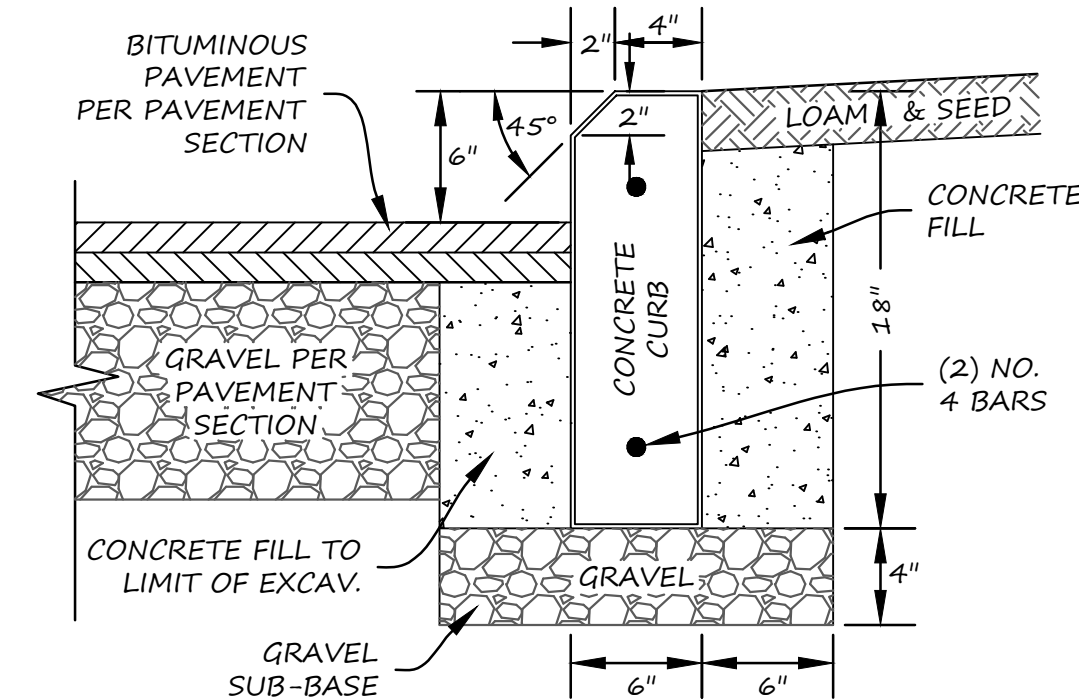 BITUMINOUS
PAVEMENT
PER PAVEMENT
SECTION
2"
4"
6"
45°
2"
LOAM & SEED
CONCRETE
FILL
CONCRETE
CURB
18"
GRAVEL PER
PAVEMENT
SECTION
(2) NO.
4 BARS
CONCRETE FILL TO
LIMIT OF EXCAV.
GRAVEL
4"
GRAVEL
SUB-BASE
6"
6"